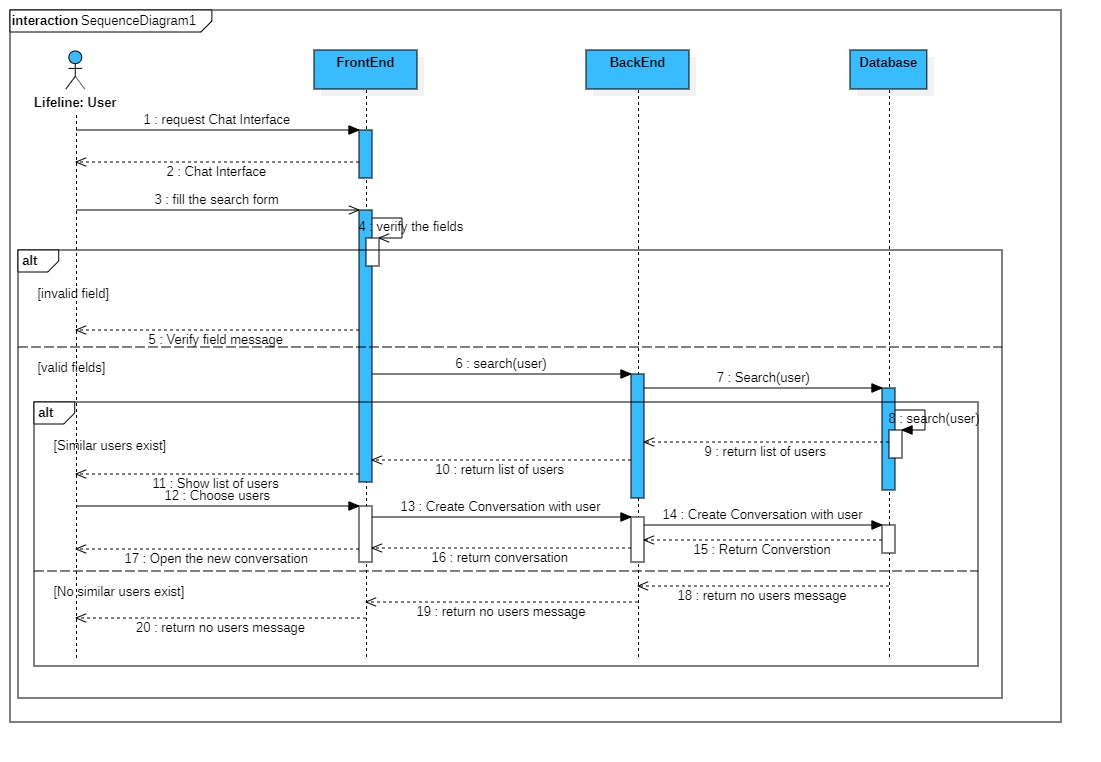 interaction SequenceDiagram1
FrontEnd
BackEnd
Database
Lifeline: User
1 : request Chat Interface
2 : Chat Interface
3 : fill the search form
4 : verify the fields
alt
[invalid field]
5 : Verify field message
[valid fields]
6 : search(user)
7 : Search(user)
alt
8 : search(user)
[Similar users exist]
9 : return list of users
10 : return list of users
11 : Show list of users
12 : Choose users
13 : Create Conversation with user
14 : Create Conversation with user
15 : Return Converstion
16 : return conversation
17 : Open the new conversation
[No similar users exist]
18 : return no users message
19 : return no users message
20 : return no users message